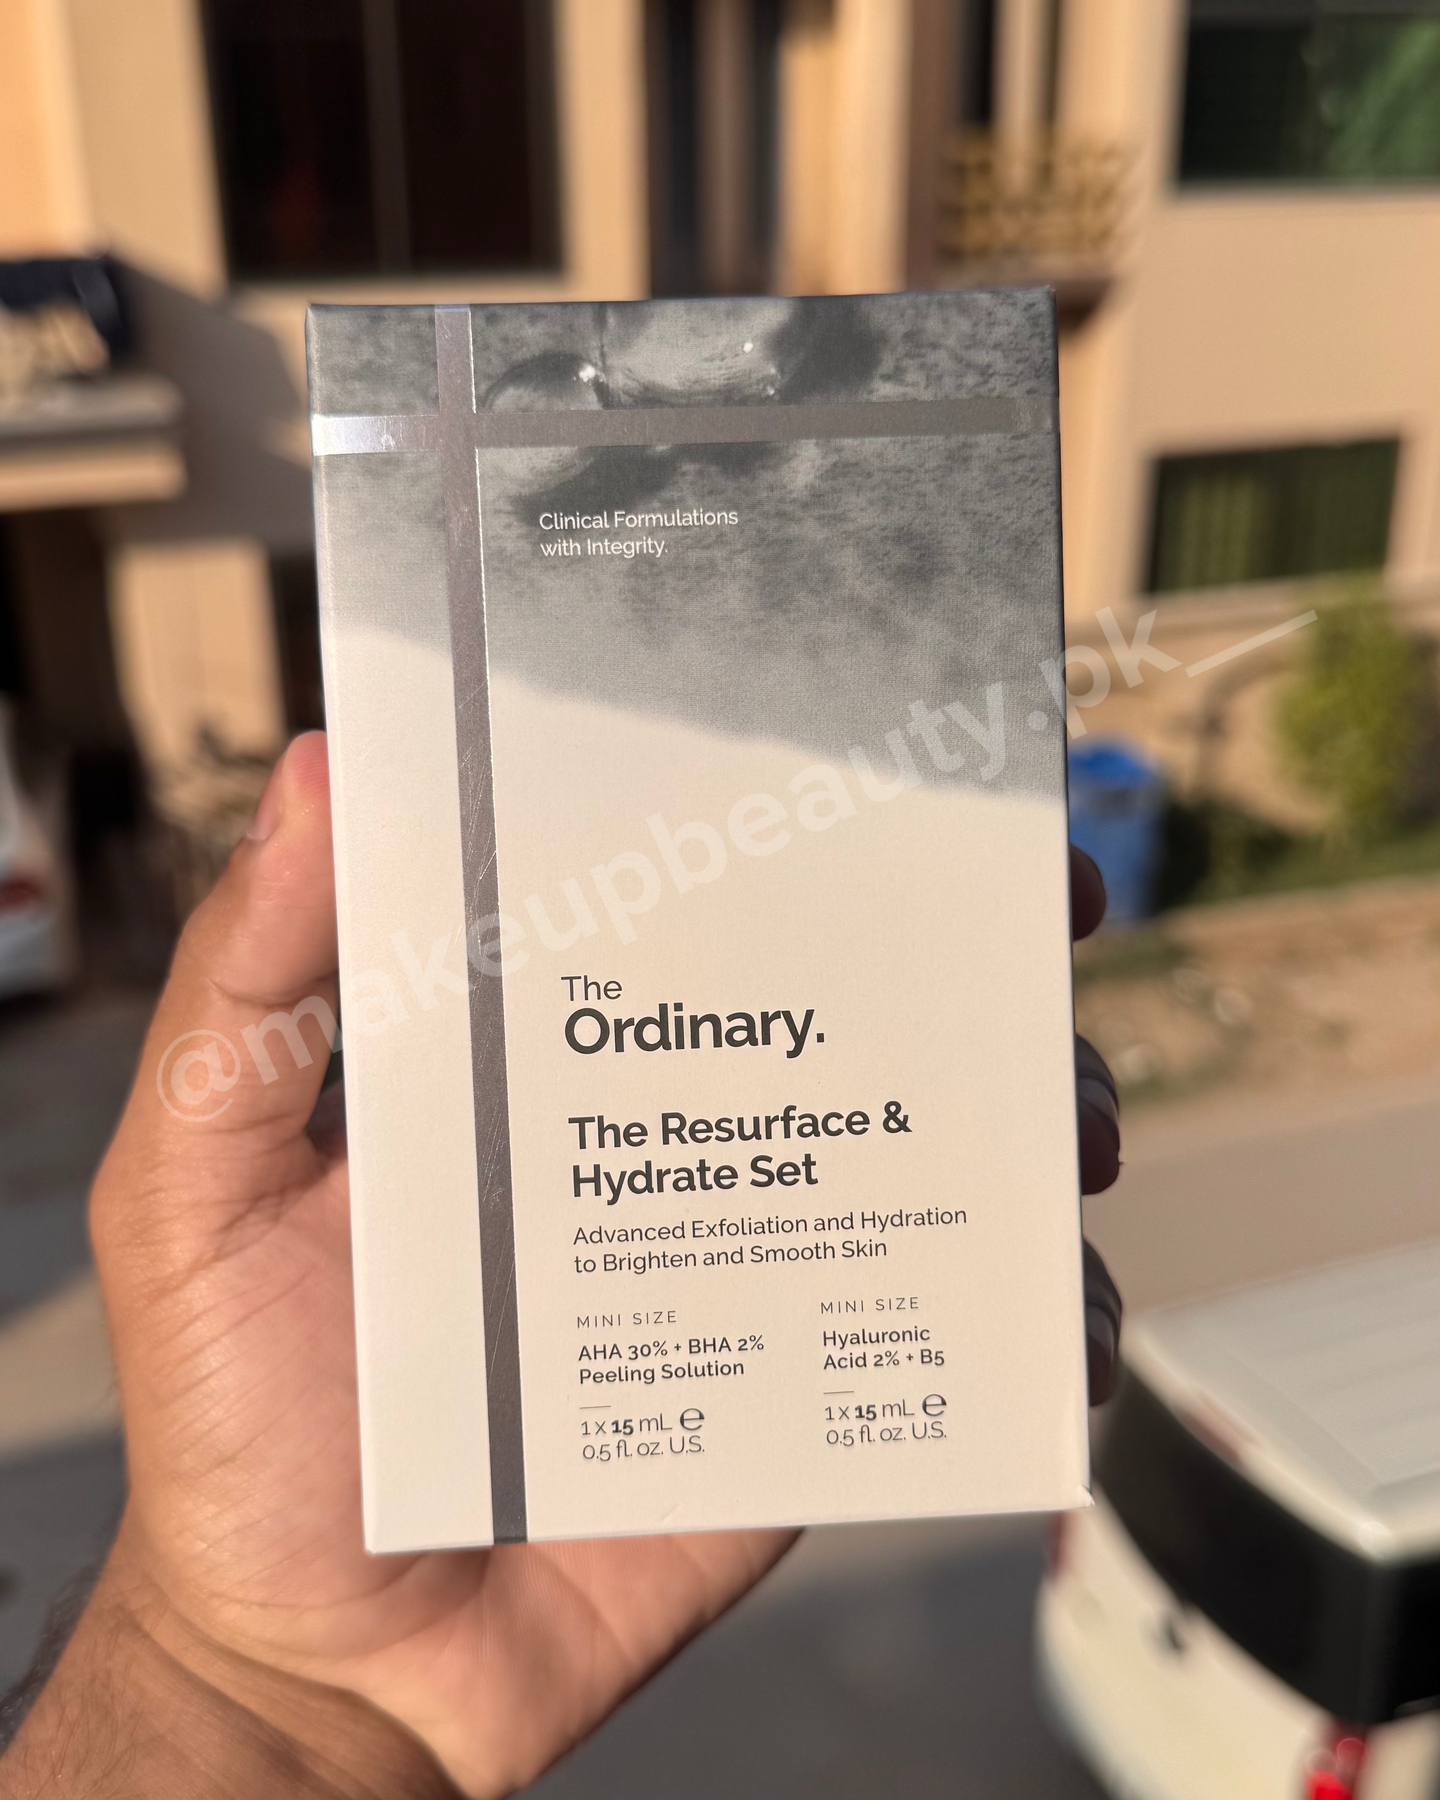 Clinical Formulations
with Integrity.
@makeupbeauty.pk__
The
Ordinary.
The Resurface &
Hydrate Set
Advanced Exfoliation and Hydration
to Brighten and Smooth Skin
MINI SIZE
AHA 30% + BHA 2%
Peeling Solution
1 x 15 mL e
0.5 fl. oz. U.S.
MINI SIZE
Hyaluronic
Acid 2% + B5
1 x 15 mL e
0.5 fl. oz. U.S.